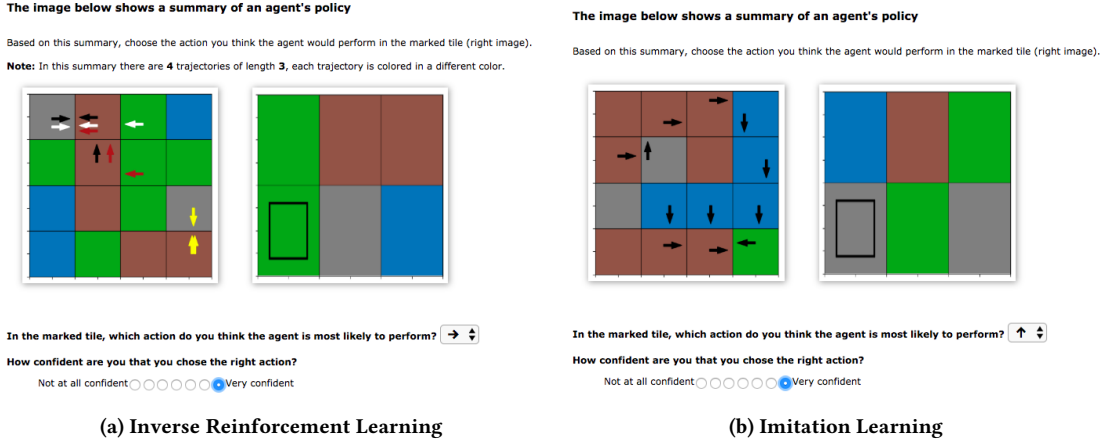 The image below shows a summary of an agent's policy
Based on this summary, choose the action you think the agent would perform in the marked tile (right image).
Note: In this summary there are 4 trajectories of length 3, each trajectory is colored in a different color.
In the marked tile, which action do you think the agent is most likely to perform? →
How confident are you that you chose the right action?
Not at all confident Very confident
(a) Inverse Reinforcement Learning
The image below shows a summary of an agent's policy
Based on this summary, choose the action you think the agent would perform in the marked tile (right image).
In the marked tile, which action do you think the agent is most likely to perform? ↑
How confident are you that you chose the right action?
Not at all confident Very confident
(b) Imitation Learning